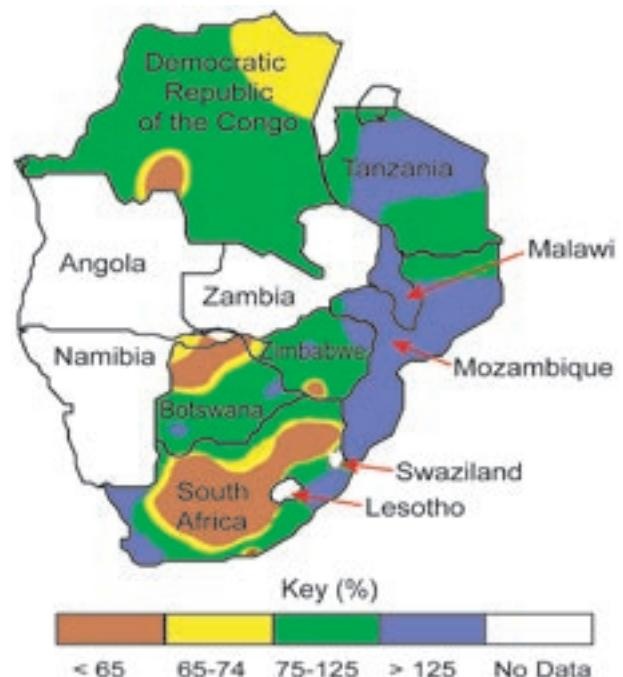 Democratic
Republic
of the Congo
Tanzania
Malawi
Angola
Zambia
Namibia
Zimbabwe
Mozambique
Botswana
Swaziland
South
Africa
Lesotho
Key (%)
< 65 65-74 75-125 > 125 No Data